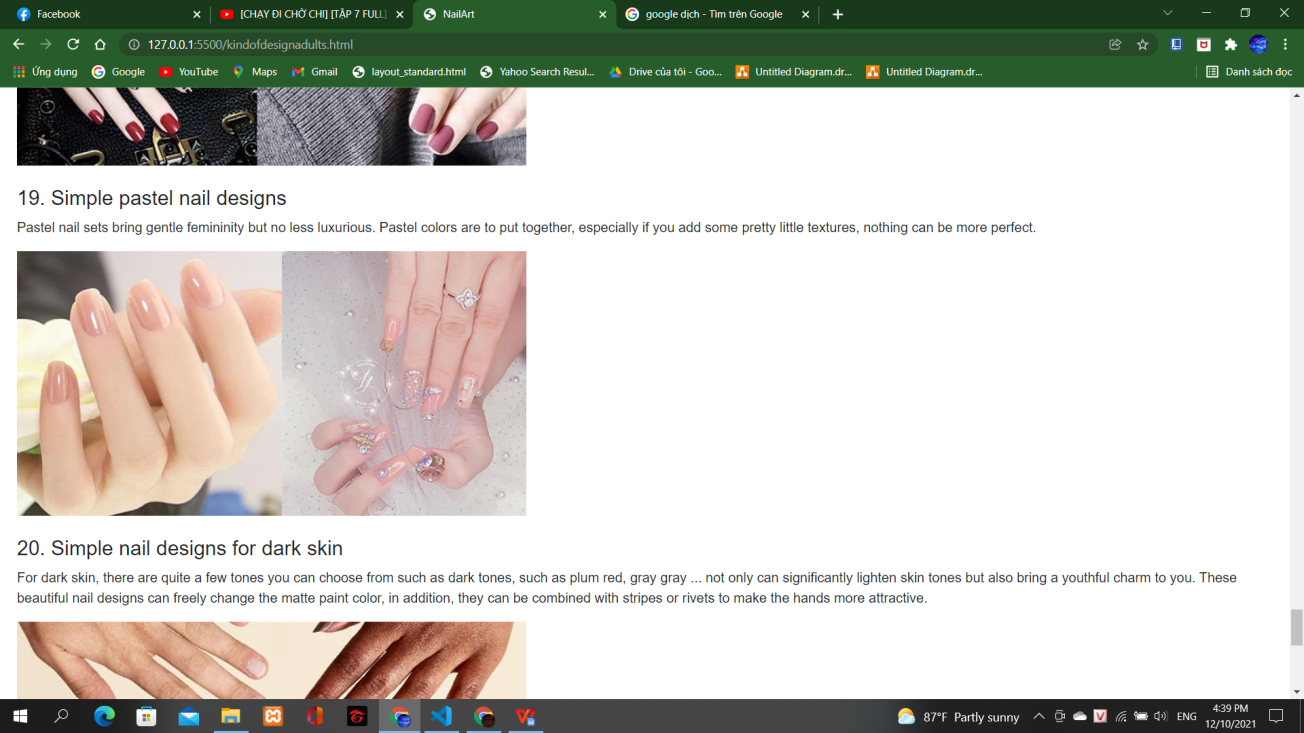 Facebook
[CHẠY ĐI CHỜ CHI] [TẬP 7 FULL]
NailArt
google dịch - Tìm trên Google
127.0.0.1:5500/kindofdesignadults.html
Ứng dụng
Google
YouTube
Maps
Gmail
layout_standard.html
Yahoo Search Resul...
Drive của tôi - Goo...
Untitled Diagram.dr...
Untitled Diagram.dr...
Danh sách đọc
19. Simple pastel nail designs
Pastel nail sets bring gentle femininity but no less luxurious. Pastel colors are to put together, especially if you add some pretty little textures, nothing can be more perfect.
20. Simple nail designs for dark skin
For dark skin, there are quite a few tones you can choose from such as dark tones, such as plum red, gray gray ... not only can significantly lighten skin tones but also bring a youthful charm to you. These
beautiful nail designs can freely change the matte paint color, in addition, they can be combined with stripes or rivets to make the hands more attractive.
87°F Partly sunny
ENG
4:39 PM
12/10/2021